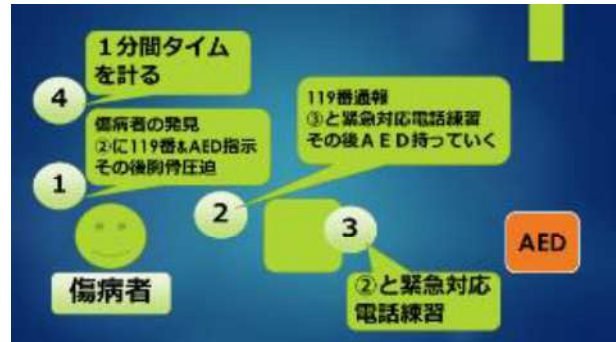 1分間タイム
を計る
4
傷病者の発見
②に119番&AED指示
その後胸骨圧迫
1
119番通報
③と緊急対応電話練習
その後AED持っていく
2
3
AED
傷病者
②と緊急対応
電話練習